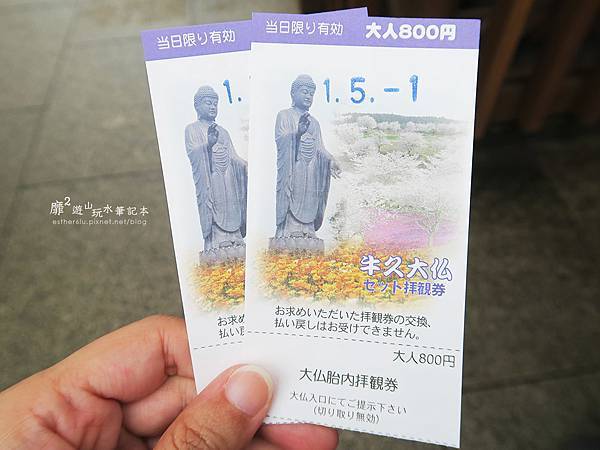 当日限り有効
当日限り有効 大人800円
1.
1.5.-1
牛久大仏
セット拝観券
お求め
払い戻
お求めいただいた拝観券の交換、
払い戻しはお受けできません。
大人800円
大仏胎内拝観券
大仏入口にてご提示下さい
(切り取り無効)
靡²遊山玩水筆記本
esther6lu.pixnet.net/blog